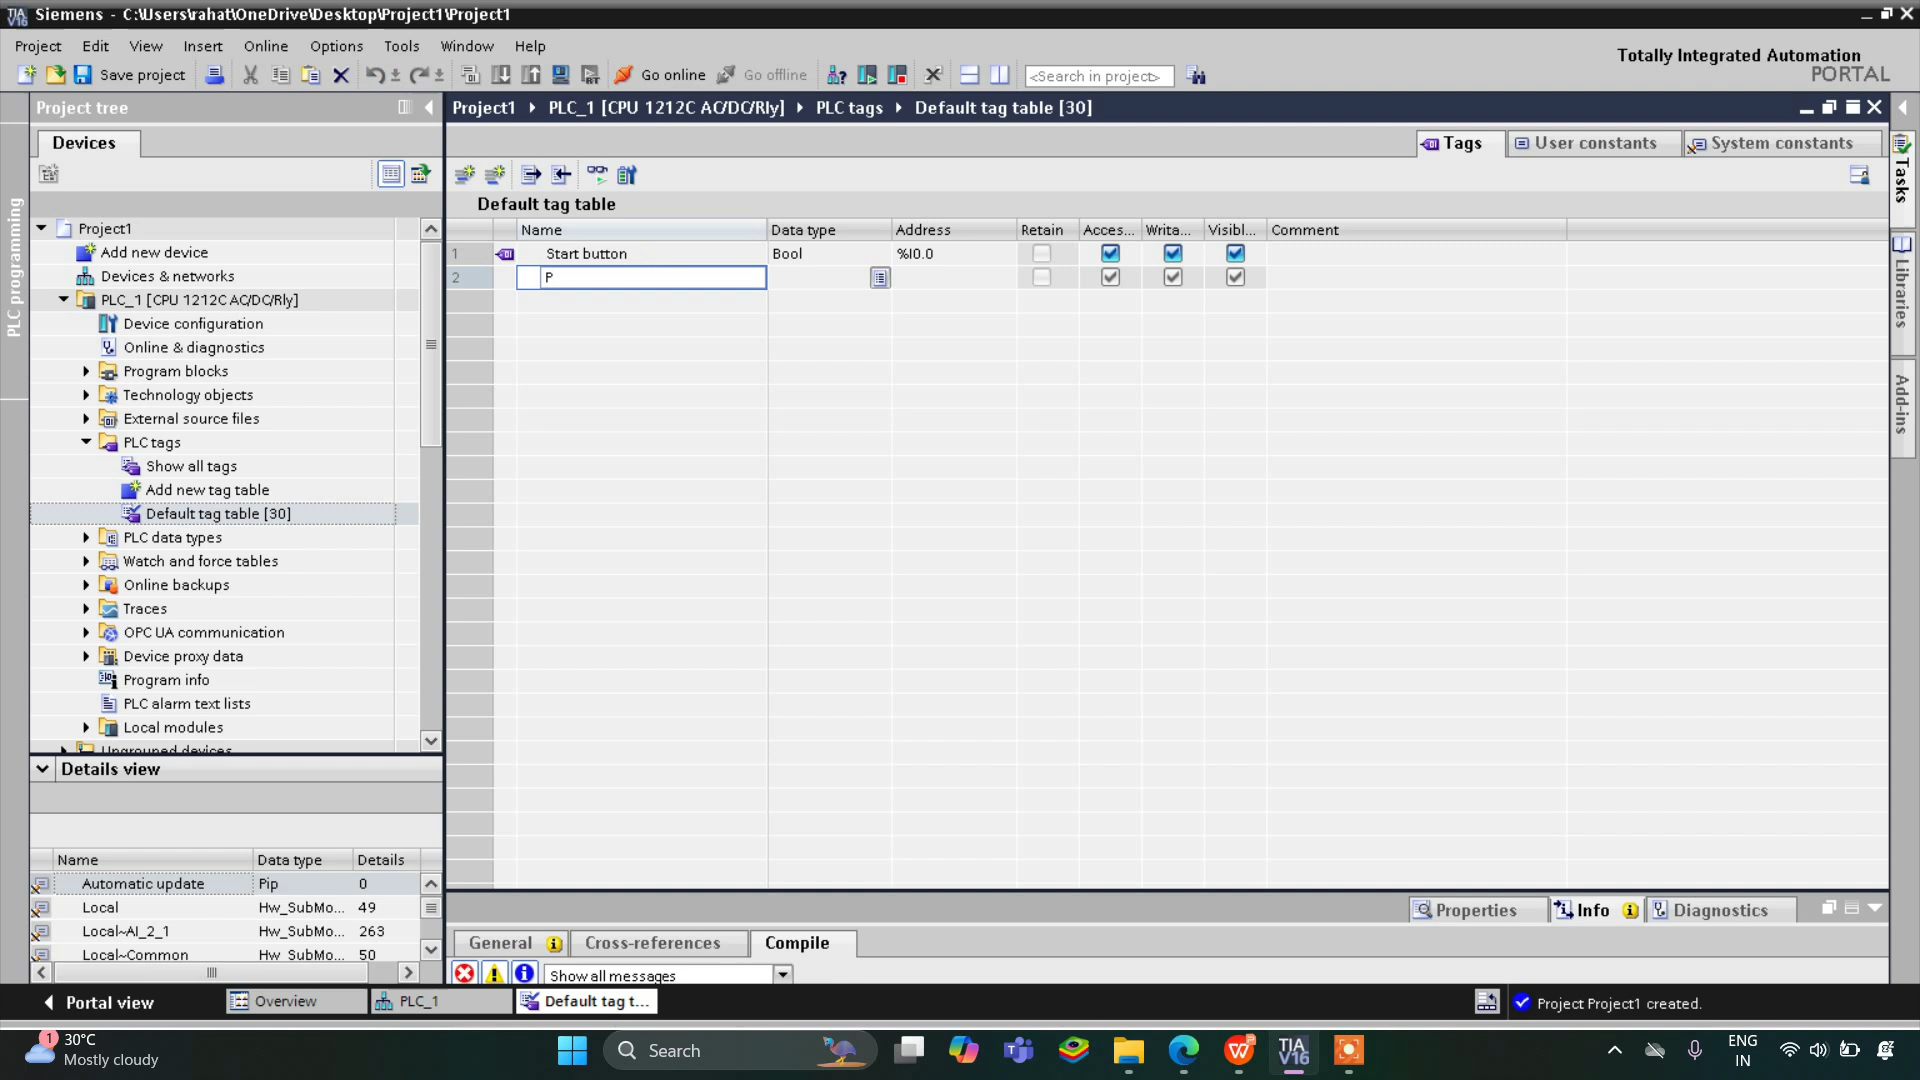 Siemens - C:\Users\rahat\OneDrive\Desktop\Project1\Project1
Project Edit View Insert Online Options Tools Window Help
Totally Integrated Automation
PORTAL
Save project
Go online
Go offline
<Search in project>
Project tree
Project1 PLC_1 [CPU 1212C AC/DC/Rly] PLC tags Default tag table [30]
Devices
Tags
User constants
System constants
PLC programming
Tasks
Libraries
Add-ins
Default tag table
Name Data type Address Retain Acces... Writa... Visibl... Comment
1 Start button Bool %I0.0
2 P
Project1
Add new device
Devices & networks
PLC_1 [CPU 1212C AC/DC/Rly]
Device configuration
Online & diagnostics
Program blocks
Technology objects
External source files
PLC tags
Show all tags
Add new tag table
Default tag table [30]
PLC data types
Watch and force tables
Online backups
Traces
OPC UA communication
Device proxy data
Program info
PLC alarm text lists
Local modules
Ungrouped devices
Details view
Name Data type Details
Automatic update Pip 0
Local Hw_SubMo... 49
Local~AI_2_1 Hw_SubMo... 263
Local~Common Hw_SubMo... 50
Properties Info Diagnostics
General Cross-references Compile
Show all messages
Portal view Overview PLC_1 Default tag t...
Project Project1 created.
1
30°C
Mostly cloudy
Search
TIA
V16
ENG
IN